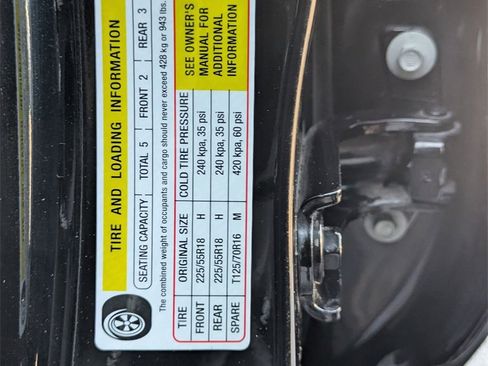 TIRE AND LOADING INFORMATION
SEATING CAPACITY TOTAL 5 FRONT 2 REAR 3
The combined weight of occupants and cargo should never exceed 428 kg or 943 lbs.
TIRE ORIGINAL SIZE COLD TIRE PRESSURE SEE OWNER'S
FRONT 225/55R18 H 240 kpa, 35 psi MANUAL FOR
REAR 225/55R18 H 240 kpa, 35 psi ADDITIONAL
SPARE T125/70R16 M 420 kpa, 60 psi INFORMATION